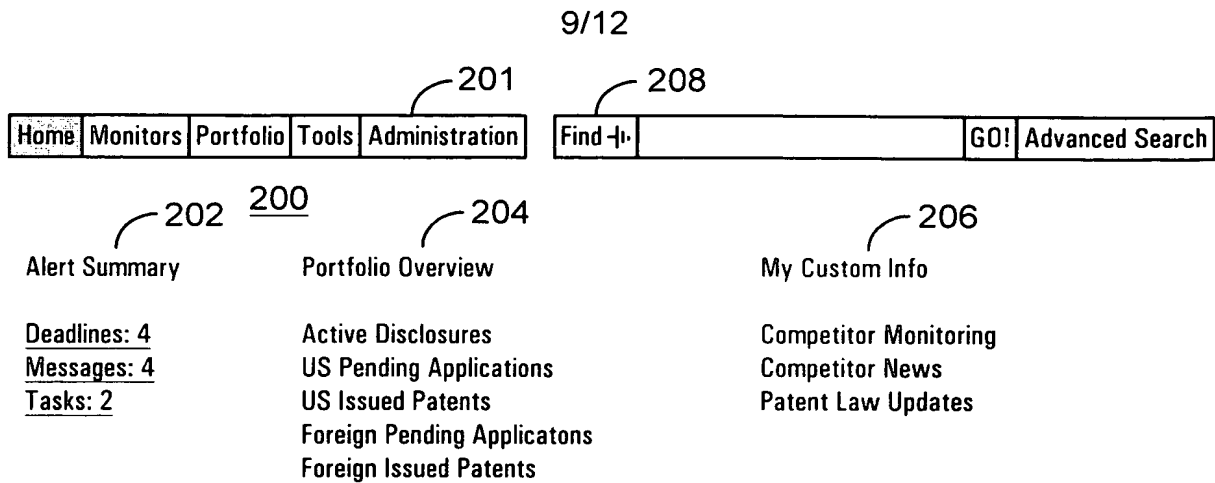 9/12
201 208
Home Monitors Portfolio Tools Administration Find GO! Advanced Search
202 200 204 206
Alert Summary Portfolio Overview My Custom Info
Deadlines: 4 Active Disclosures Competitor Monitoring
Messages: 4 US Pending Applications Competitor News
Tasks: 2 US Issued Patents Patent Law Updates
Foreign Pending Applicatons
Foreign Issued Patents